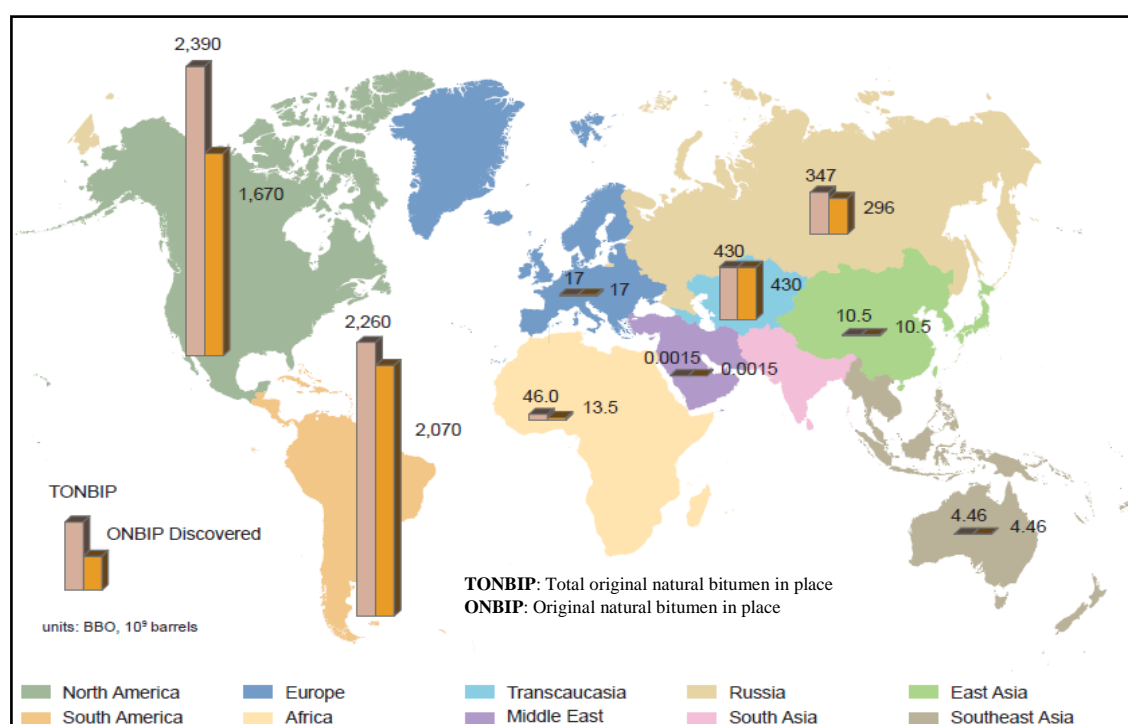 2,390
1,670
347
296
430
430
17
17
10.5
10.5
0.0015
0.0015
2,260
2,070
46.0
13.5
4.46
4.46
TONBIP
ONBIP Discovered
TONBIP: Total original natural bitumen in place
ONBIP: Original natural bitumen in place
units: BBO, 10⁹ barrels
North America
Europe
Transcaucasia
Russia
East Asia
South America
Africa
Middle East
South Asia
Southeast Asia